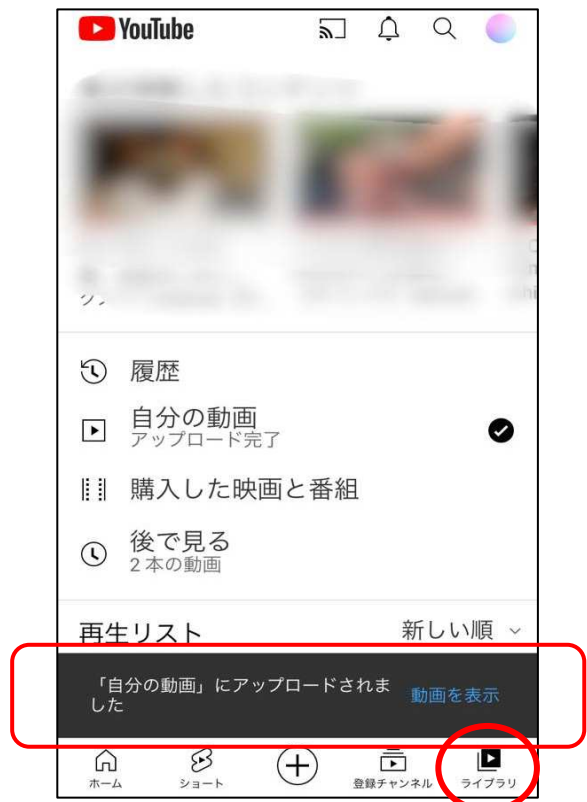 YouTube
履歴
自分の動画
アップロード完了
購入した映画と番組
後で見る
2 本の動画
再生リスト 新しい順
「自分の動画」にアップロードされま
した
動画を表示
ホーム ショート 登録チャンネル ライブラリ